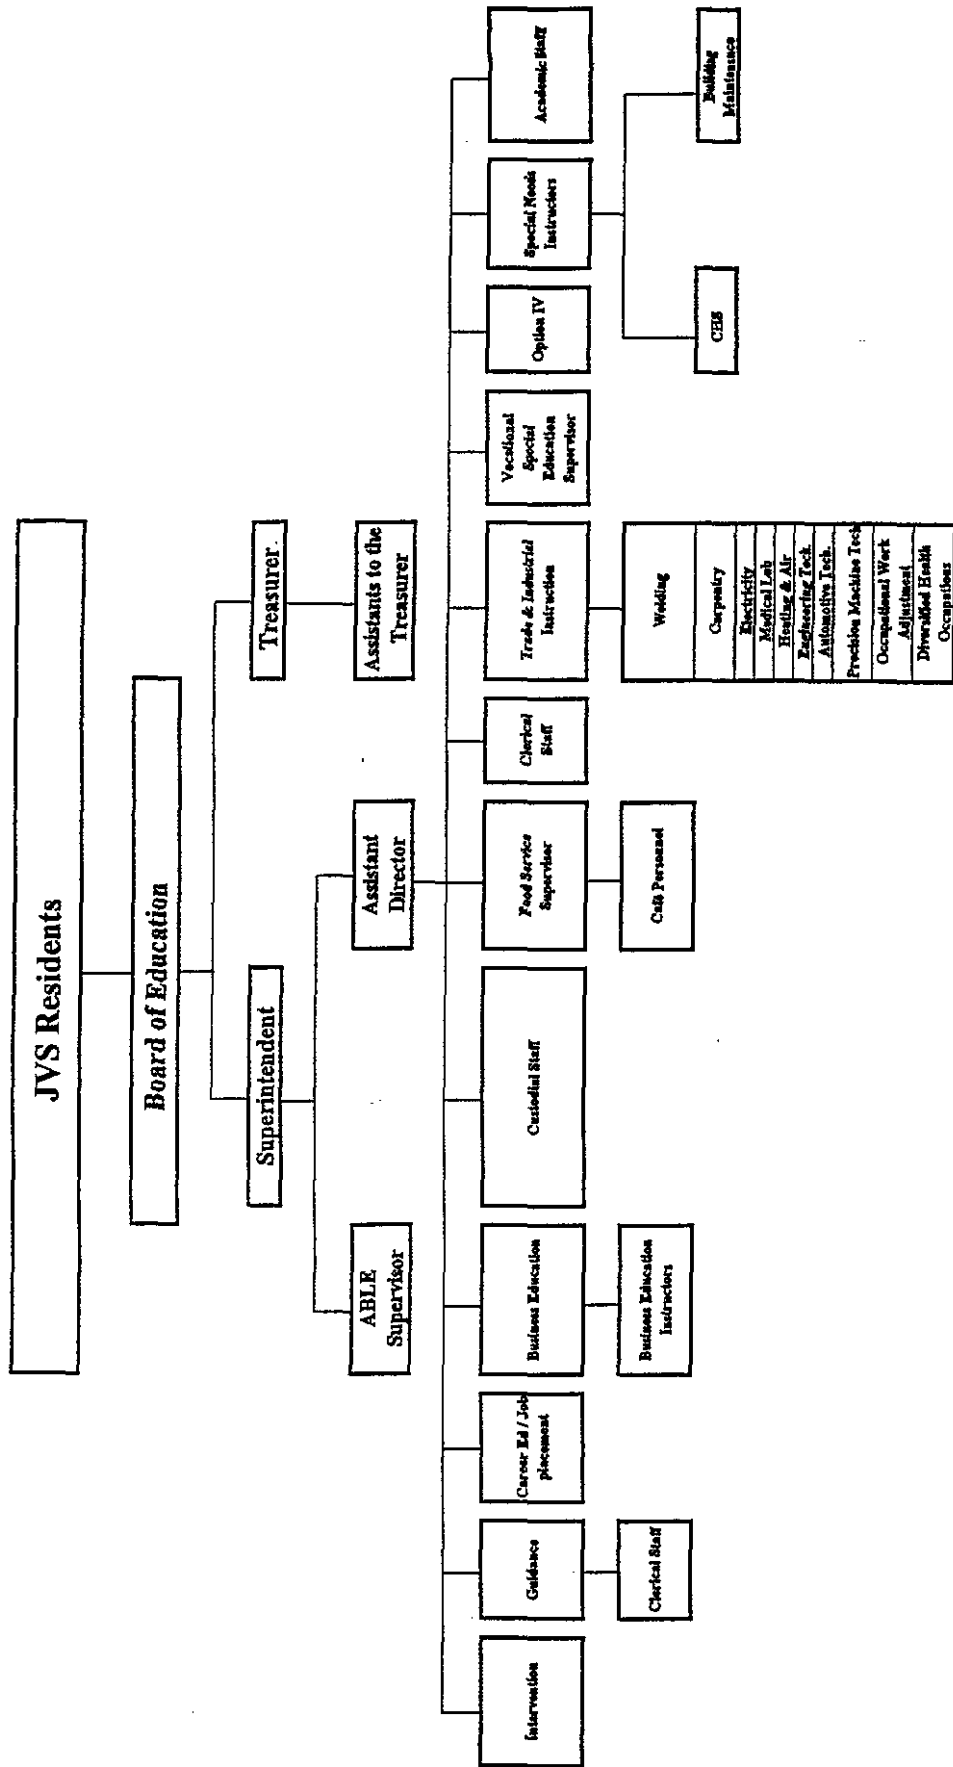 JVS Residents
Board of Education
Superintendent
Treasurer
ABLE
Supervisor
Assistant
Director
Assistants to the
Treasurer
Intervention
Guidance
Career Ed / Job
placement
Business Education
Custodial Staff
Food Service
Supervisor
Clerical
Staff
Trade & Industrial
Instruction
Vocational
Special
Education
Supervisor
Option IV
Special Needs
Instructors
Academic Staff
Clerical Staff
Business Education
Instructors
Café Personnel
Welding
Carpentry
Electricity
Medical Lab
Heating & Air
Engineering Tech.
Automotive Tech.
Precision Machine Tech
Occupational Work
Adjustment
Diversified Health
Occupations
CHS
Building
Maintenance